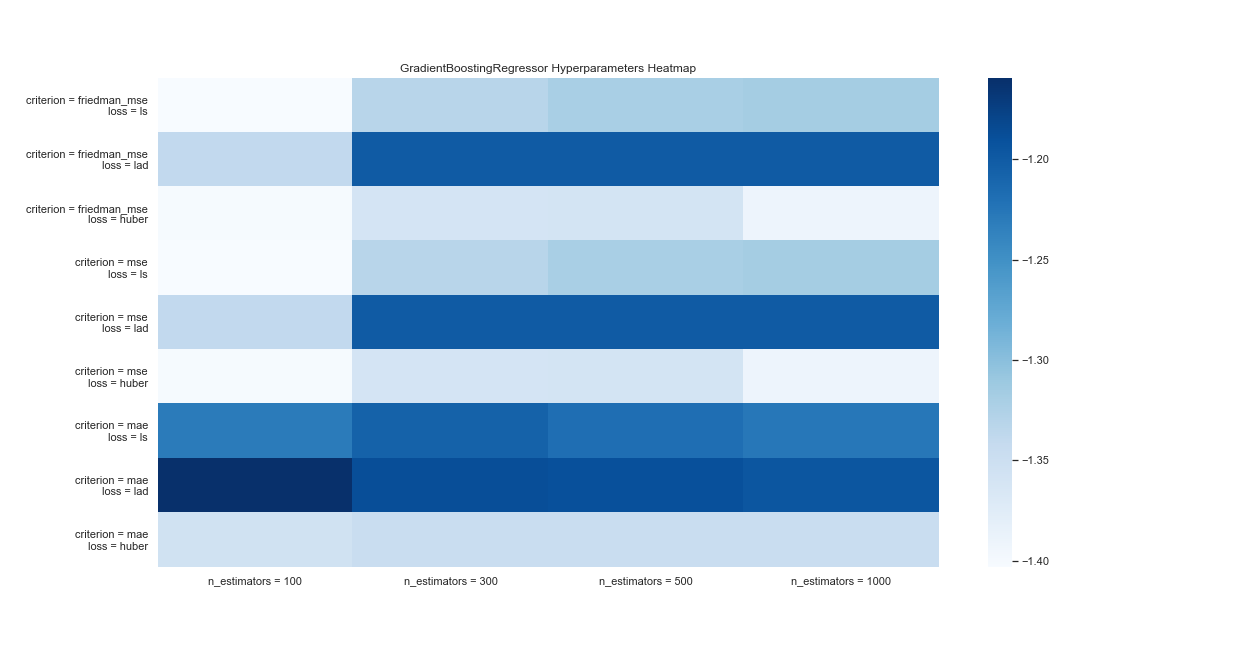 GradientBoostingRegressor Hyperparameters Heatmap
criterion = friedman_mse
loss = ls
criterion = friedman_mse
loss = lad
criterion = friedman_mse
loss = huber
criterion = mse
loss = ls
criterion = mse
loss = lad
criterion = mse
loss = huber
criterion = mae
loss = ls
criterion = mae
loss = lad
criterion = mae
loss = huber
n_estimators = 100
n_estimators = 300
n_estimators = 500
n_estimators = 1000
−1.20
−1.25
−1.30
−1.35
−1.40